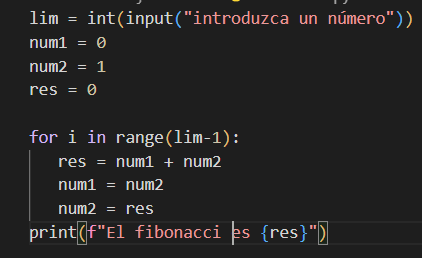 lim = int(input("introduzca un número"))
num1 = 0
num2 = 1
res = 0
for i in range(lim-1):
    res = num1 + num2
    num1 = num2
    num2 = res
print(f"El fibonacci es {res}")